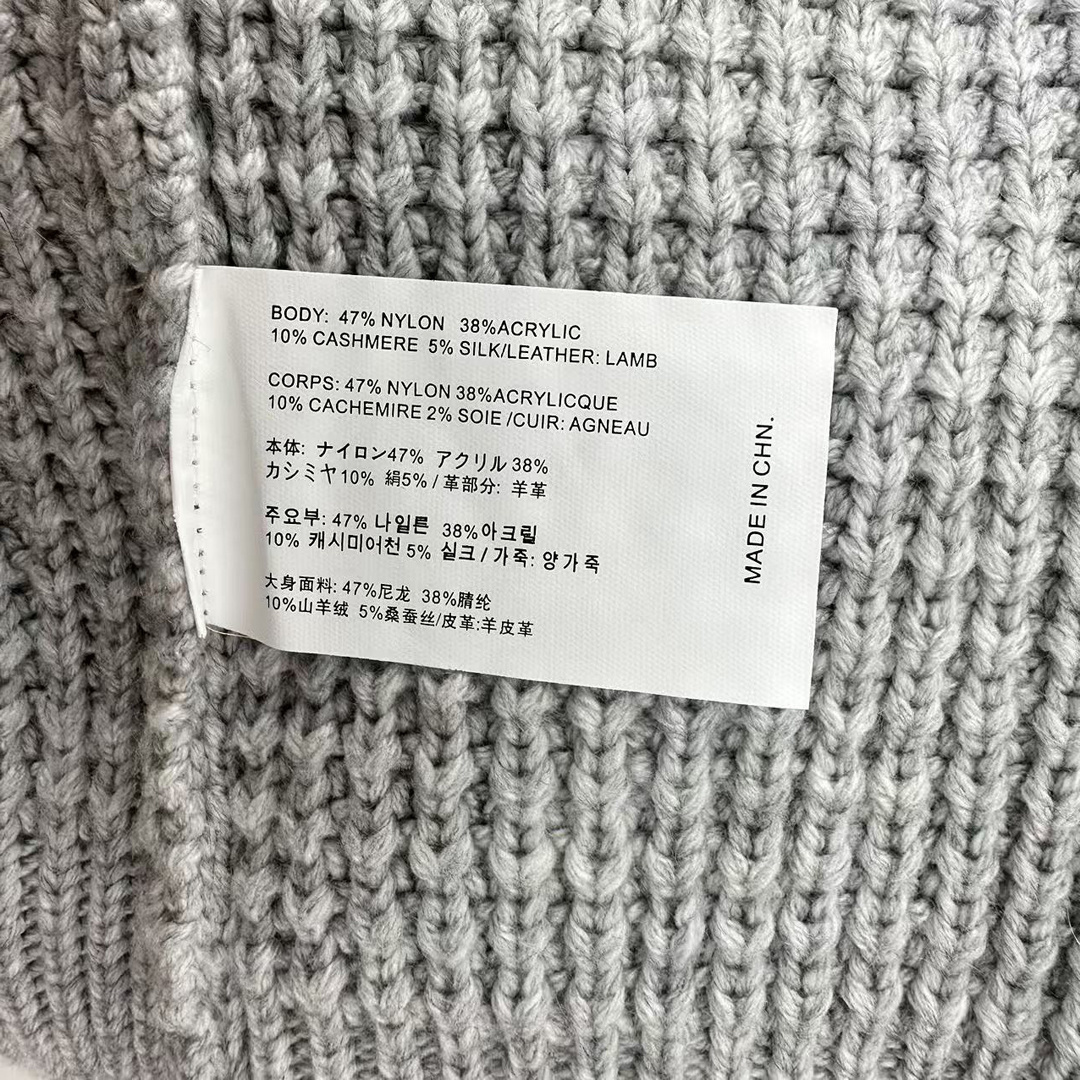 BODY: 47% NYLON 38%ACRYLIC
10% CASHMERE 5% SILK/LEATHER: LAMB
CORPS: 47% NYLON 38%ACRYLICQUE
10% CACHEMIRE 2% SOIE /CUIR: AGNEAU
本体: ナイロン47% アクリル 38%
カシミヤ10% 絹5% / 革部分: 羊革
주요부: 47% 나일론 38%아크릴
10% 캐시미어천 5% 실크 / 가죽: 양가죽
大身面料: 47%尼龙 38%腈纶
10%山羊绒 5%桑蚕丝/皮革:羊皮革
MADE IN CHN.